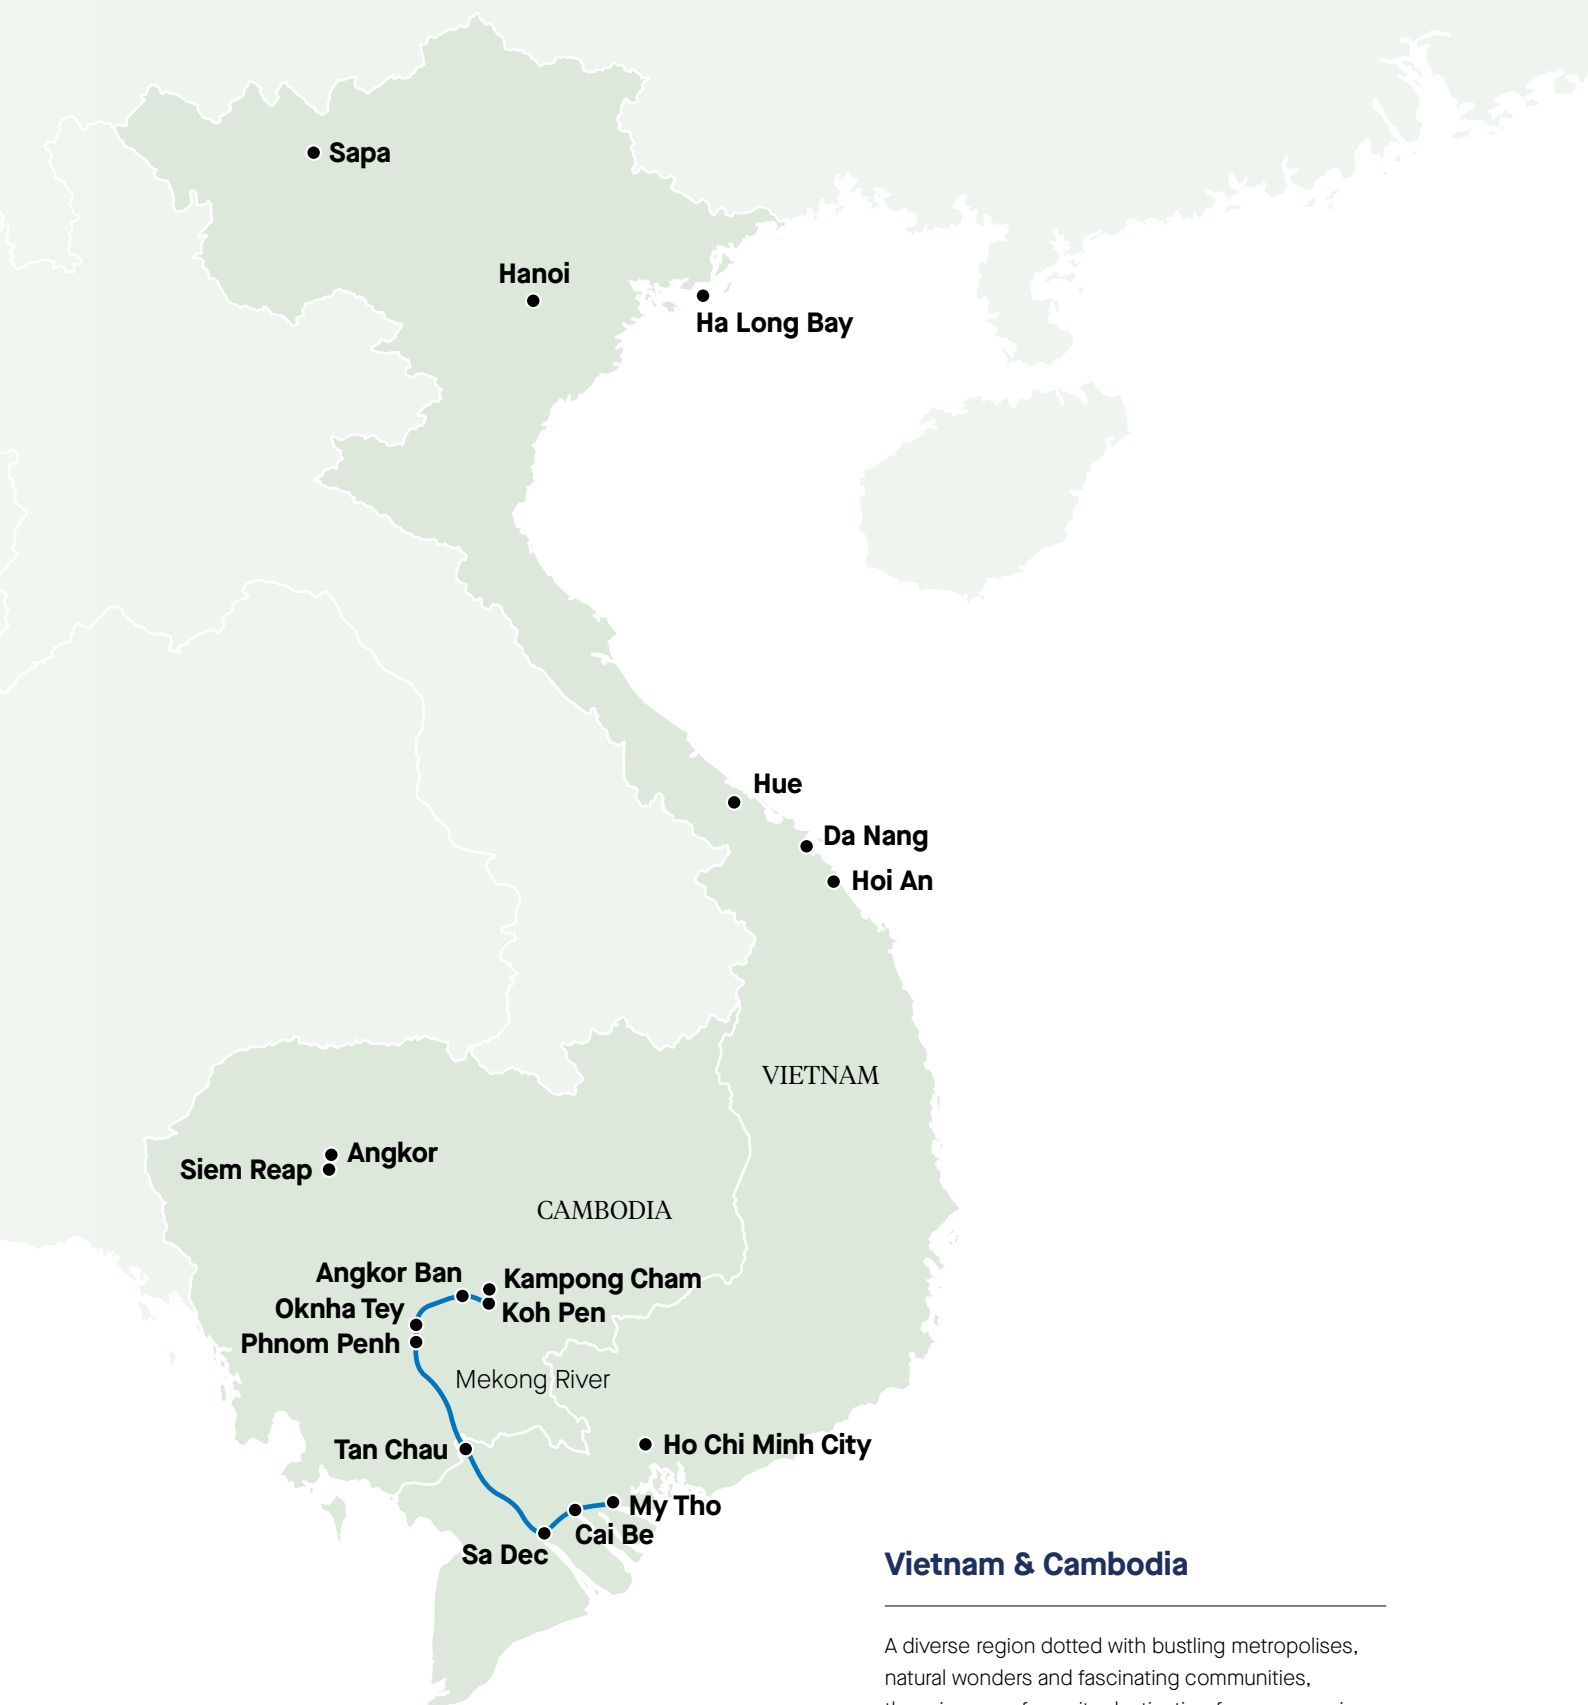 Sapa
Hanoi
Ha Long Bay
Hue
Da Nang
Hoi An
VIETNAM
Angkor
Siem Reap
CAMBODIA
Angkor Ban
Kampong Cham
Oknha Tey
Koh Pen
Phnom Penh
Mekong River
Tan Chau
Ho Chi Minh City
My Tho
Cai Be
Sa Dec
Vietnam & Cambodia
A diverse region dotted with bustling metropolises,
natural wonders and fascinating communities,